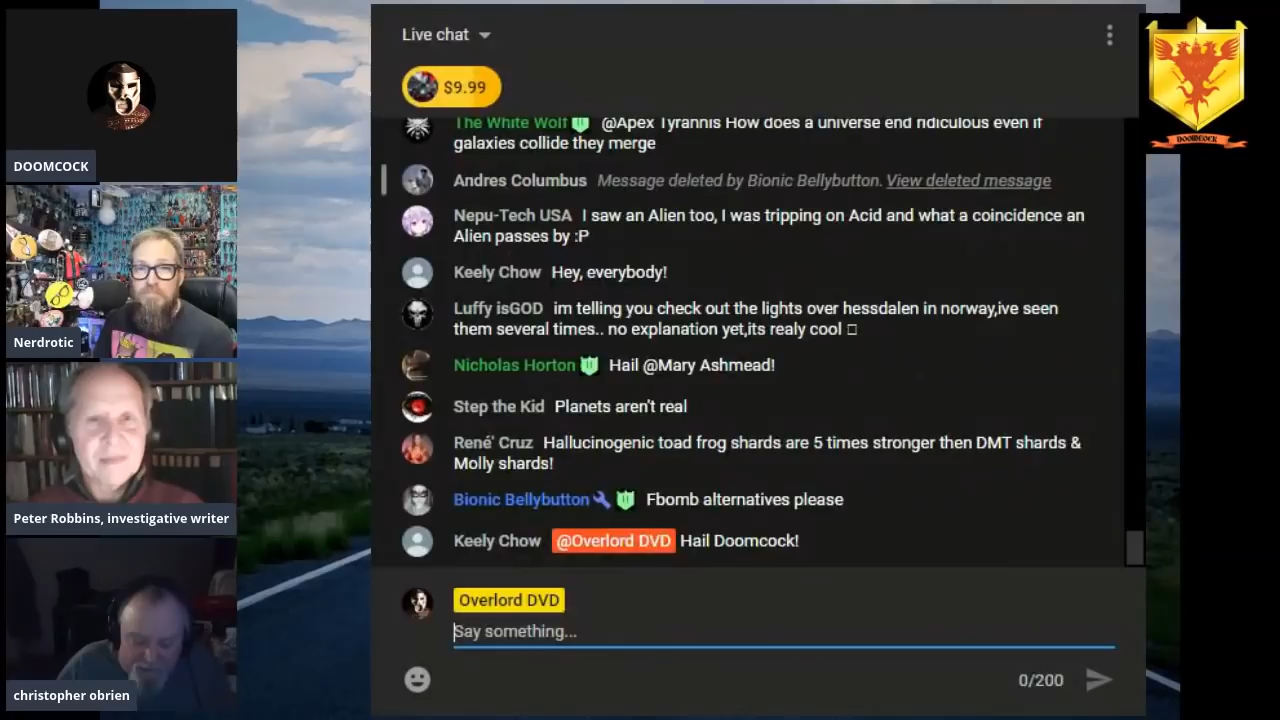 DOOMCOCK
Nerdrotic
Peter Robbins, investigative writer
christopher obrien
Live chat
$9.99
The White Wolf @Apex Tyrannis How does a universe end ridiculous even if
galaxies collide they merge
Andres Columbus Message deleted by Bionic Bellybutton. View deleted message
Nepu-Tech USA I saw an Alien too, I was tripping on Acid and what a coincidence an
Alien passes by :P
Keely Chow Hey, everybody!
Luffy isGOD im telling you check out the lights over hessdalen in norway,ive seen
them several times.. no explanation yet,its realy cool
Nicholas Horton Hail @Mary Ashmead!
Step the Kid Planets aren't real
René' Cruz Hallucinogenic toad frog shards are 5 times stronger then DMT shards &
Molly shards!
Bionic Bellybutton Fbomb alternatives please
Keely Chow @Overlord DVD Hail Doomcock!
Overlord DVD
Say something...
0/200
DOOMCOCK